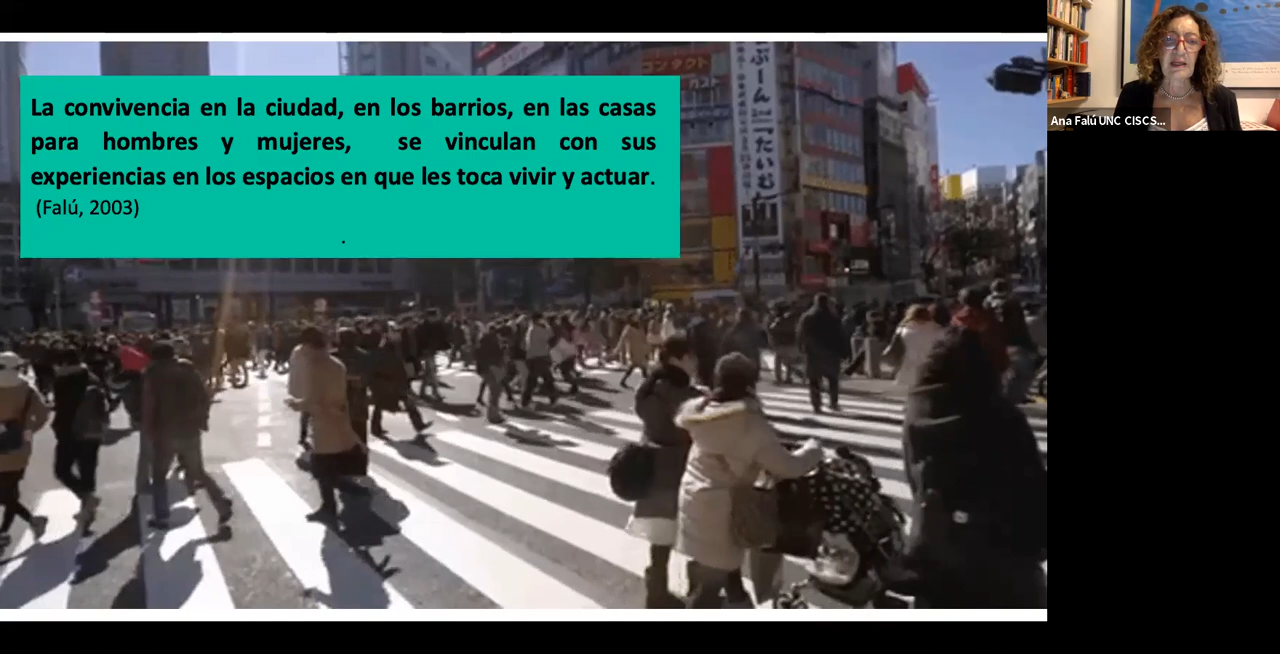 La convivencia en la ciudad, en los barrios, en las casas
para hombres y mujeres, se vinculan con sus
experiencias en los espacios en que les toca vivir y actuar.
(Falú, 2003)
.
Ana Falú UNC CISCS...
コンタクト